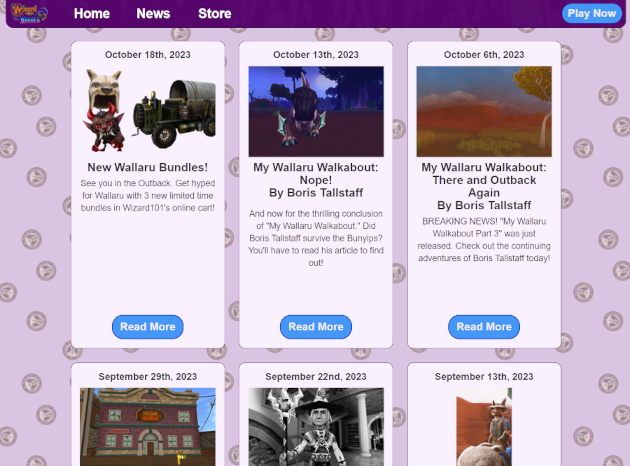 Wizard
Home News Store Play Now
October 18th, 2023
New Wallaru Bundles!
See you in the Outback. Get hyped
for Wallaru with 3 new limited time
bundles in Wizard101's online cart!
Read More
October 13th, 2023
My Wallaru Walkabout:
Nope!
By Boris Tallstaff
And now for the thrilling conclusion
of "My Wallaru Walkabout." Did
Boris Tallstaff survive the Bunyips?
You'll have to read his article to find
out!
Read More
October 6th, 2023
My Wallaru Walkabout:
There and Outback
Again
By Boris Tallstaff
BREAKING NEWS! "My Wallaru
Walkabout Part 3" was just
released. Check out the continuing
adventures of Boris Tallstaff today!
Read More
September 29th, 2023
September 22nd, 2023
September 13th, 2023